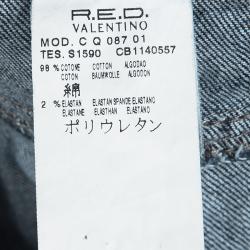 R.E.D.
VALENTINO
MOD. C Q 087 01
TES. S1590 CB1140557
98 % COTONE COTTON ALGODAO
COTON BAUMWOLLE ALGODON
綿
2 % ELASTAN ELASTAN SPANDE ELASTANO
ELASTANE ELASTHAN ELASTANO
ポリウレタン